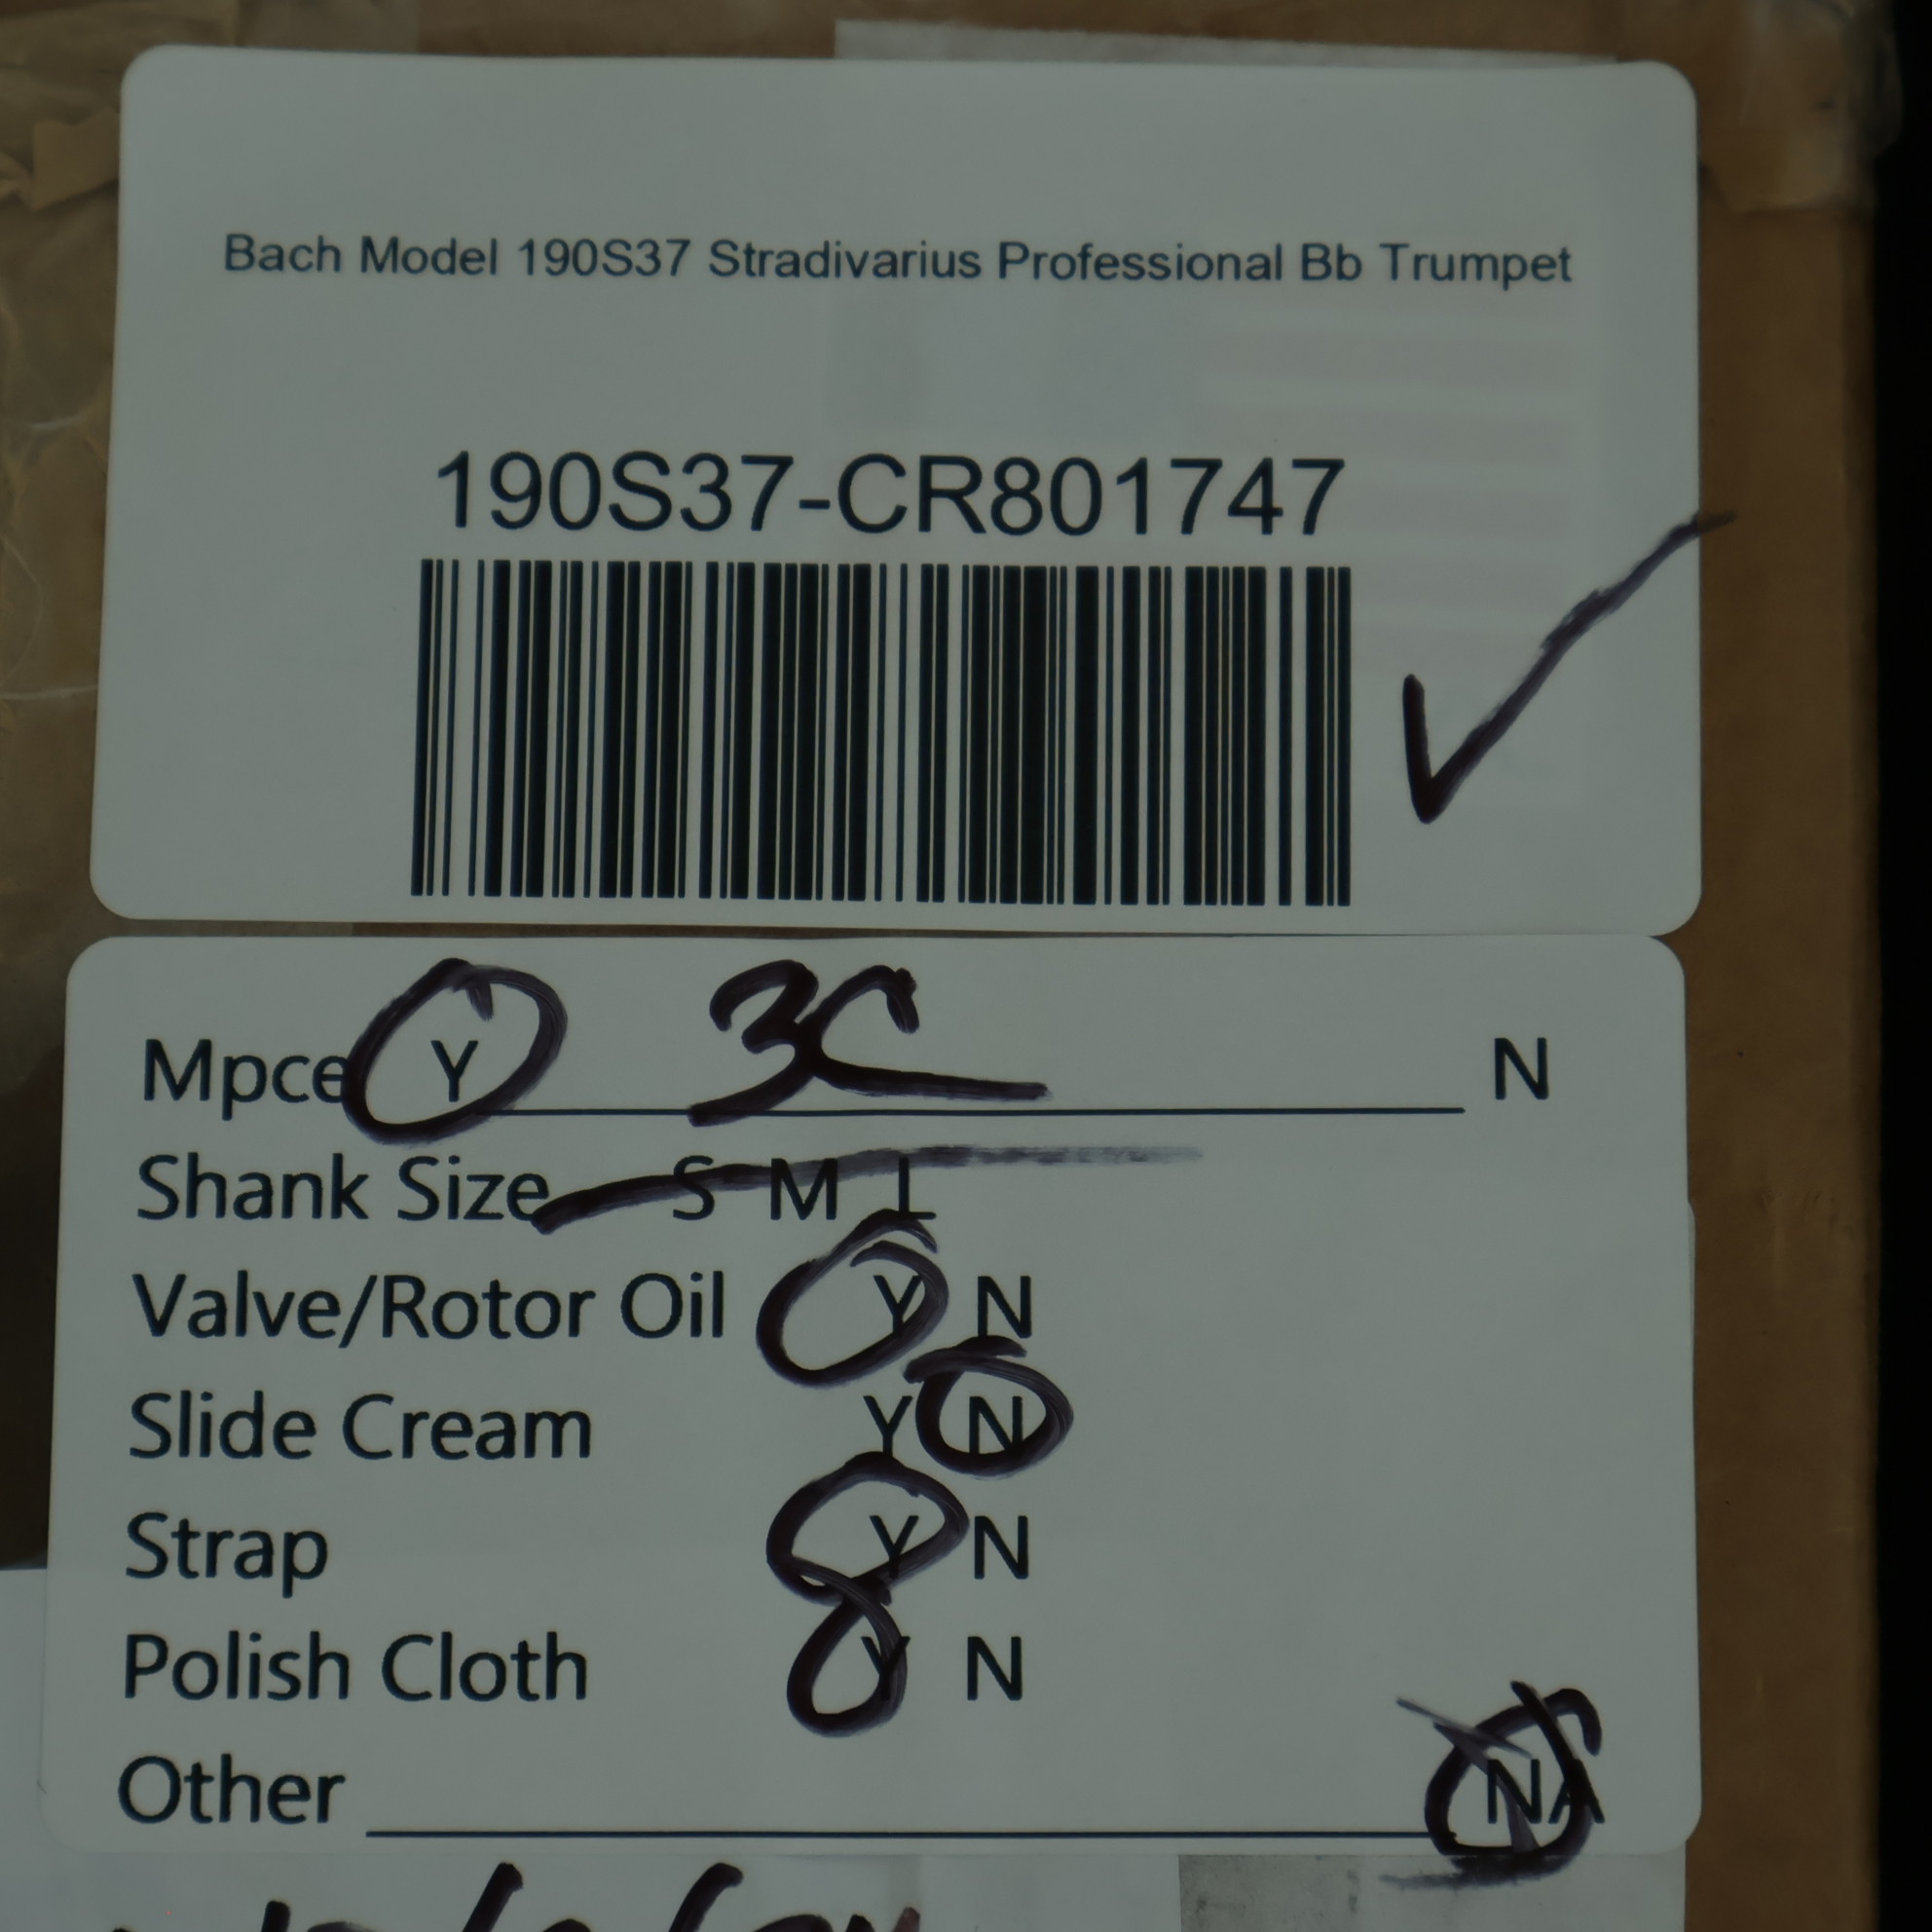 Bach Model 190S37 Stradivarius Professional Bb Trumpet
190S37-CR801747
Mpce Y 3C N
Shank Size S M L
Valve/Rotor Oil Y N
Slide Cream Y N
Strap Y N
Polish Cloth Y N
Other NA